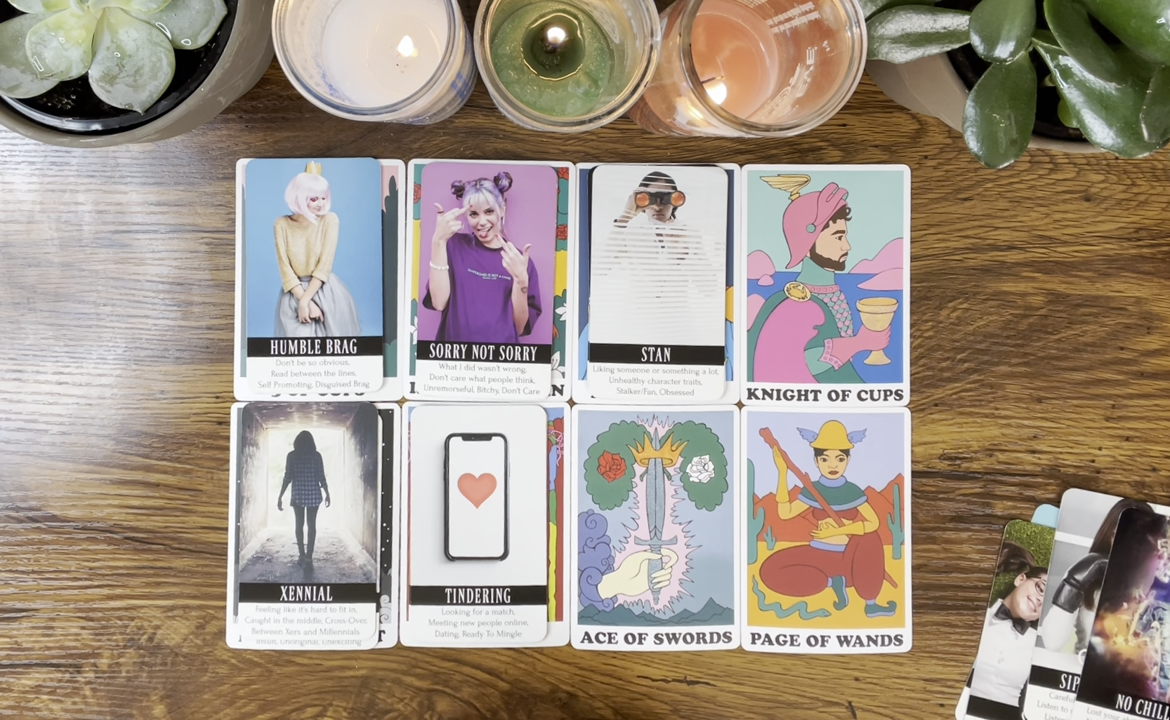 HUMBLE BRAG
Don't be so obvious,
Read between the lines,
Self Promoting, Disguised Brag
SORRY NOT SORRY
What I did wasn't wrong,
Don't care what people think,
Unremorseful, Bitchy, Don't Care
STAN
Liking someone or something a lot,
Unhealthy character traits,
Stalker/Fan, Obsessed
KNIGHT OF CUPS
XENNIAL
Feeling like it's hard to fit in,
Caught in the middle, Cross-Over,
Between Xers and Millennials
TINDERING
Looking for a match,
Meeting new people online,
Dating, Ready To Mingle
ACE OF SWORDS
PAGE OF WANDS
SIP
Listen to
NO CHILL